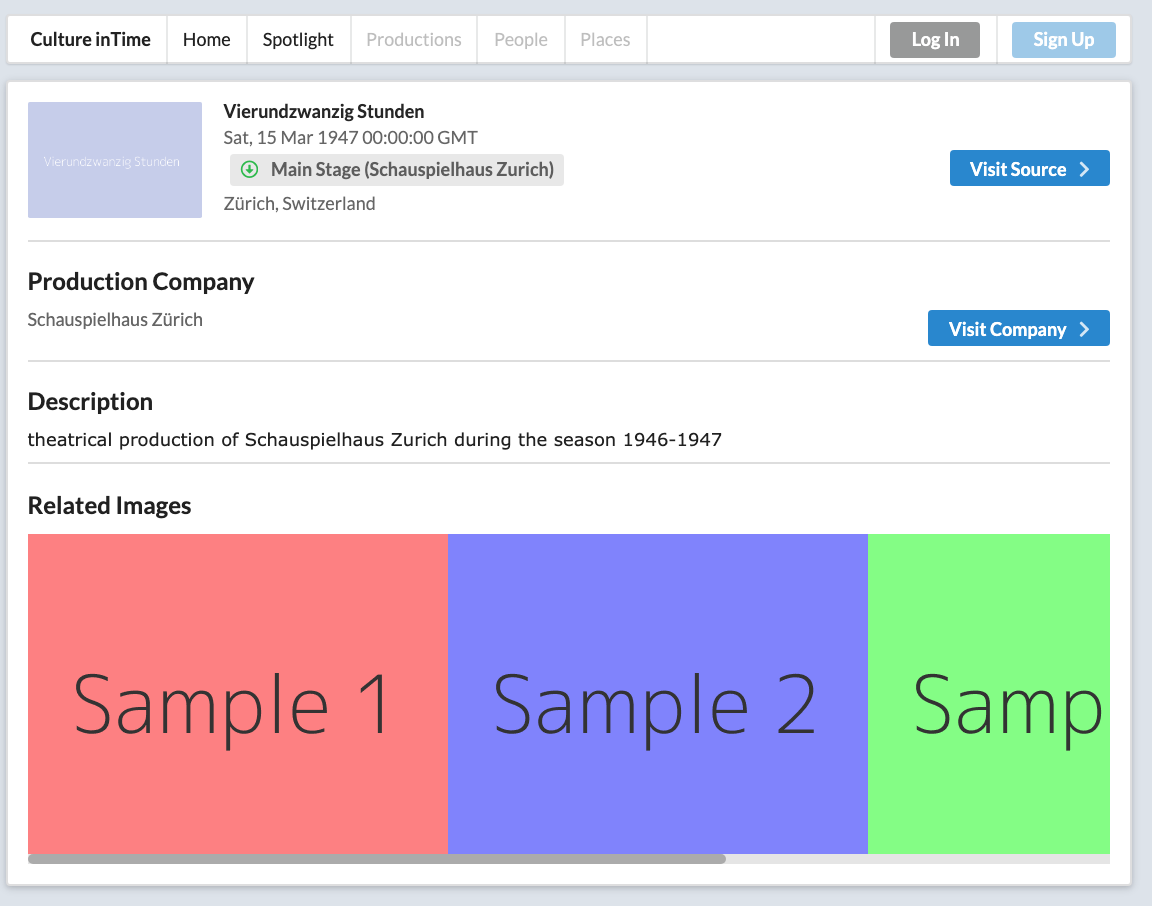 Culture inTime Home Spotlight Productions People Places Log In Sign Up
Vierundzwanzig Stunden
Vierundzwanzig Stunden
Sat, 15 Mar 1947 00:00:00 GMT
Main Stage (Schauspielhaus Zurich)
Visit Source
Zürich, Switzerland
Production Company
Schauspielhaus Zürich
Visit Company
Description
theatrical production of Schauspielhaus Zurich during the season 1946-1947
Related Images
Sample 1 Sample 2 Samp